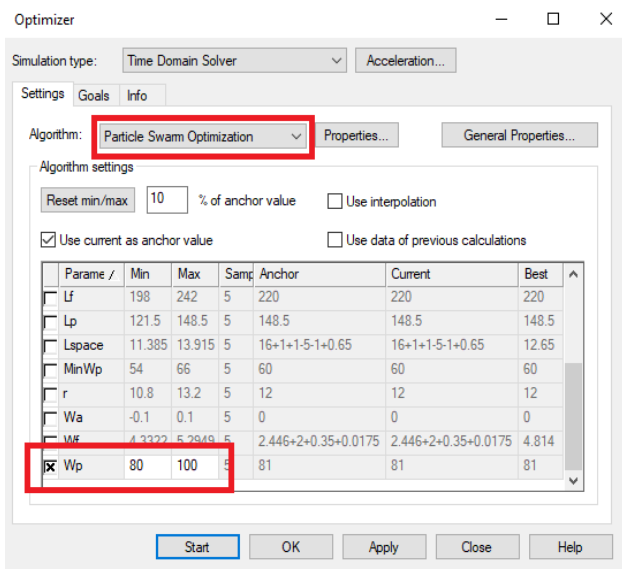 Optimizer
Simulation type: Time Domain Solver Acceleration...
Settings Goals Info
Algorithm: Particle Swarm Optimization Properties... General Properties...
Algorithm settings
Reset min/max 10 % of anchor value Use interpolation
Use current as anchor value Use data of previous calculations
Parame / Min Max Samp Anchor Current Best
Lf 198 242 5 220 220 220
Lp 121.5 148.5 5 148.5 148.5 148.5
Lspace 11.385 13.915 5 16+1+1-5-1+0.65 16+1+1-5-1+0.65 12.65
MinWp 54 66 5 60 60 60
r 10.8 13.2 5 12 12 12
Wa -0.1 0.1 5 0 0 0
Wf 4.3322 5.2949 5 2.446+2+0.35+0.0175 2.446+2+0.35+0.0175 4.814
Wp 80 100 5 81 81 81
Start OK Apply Close Help